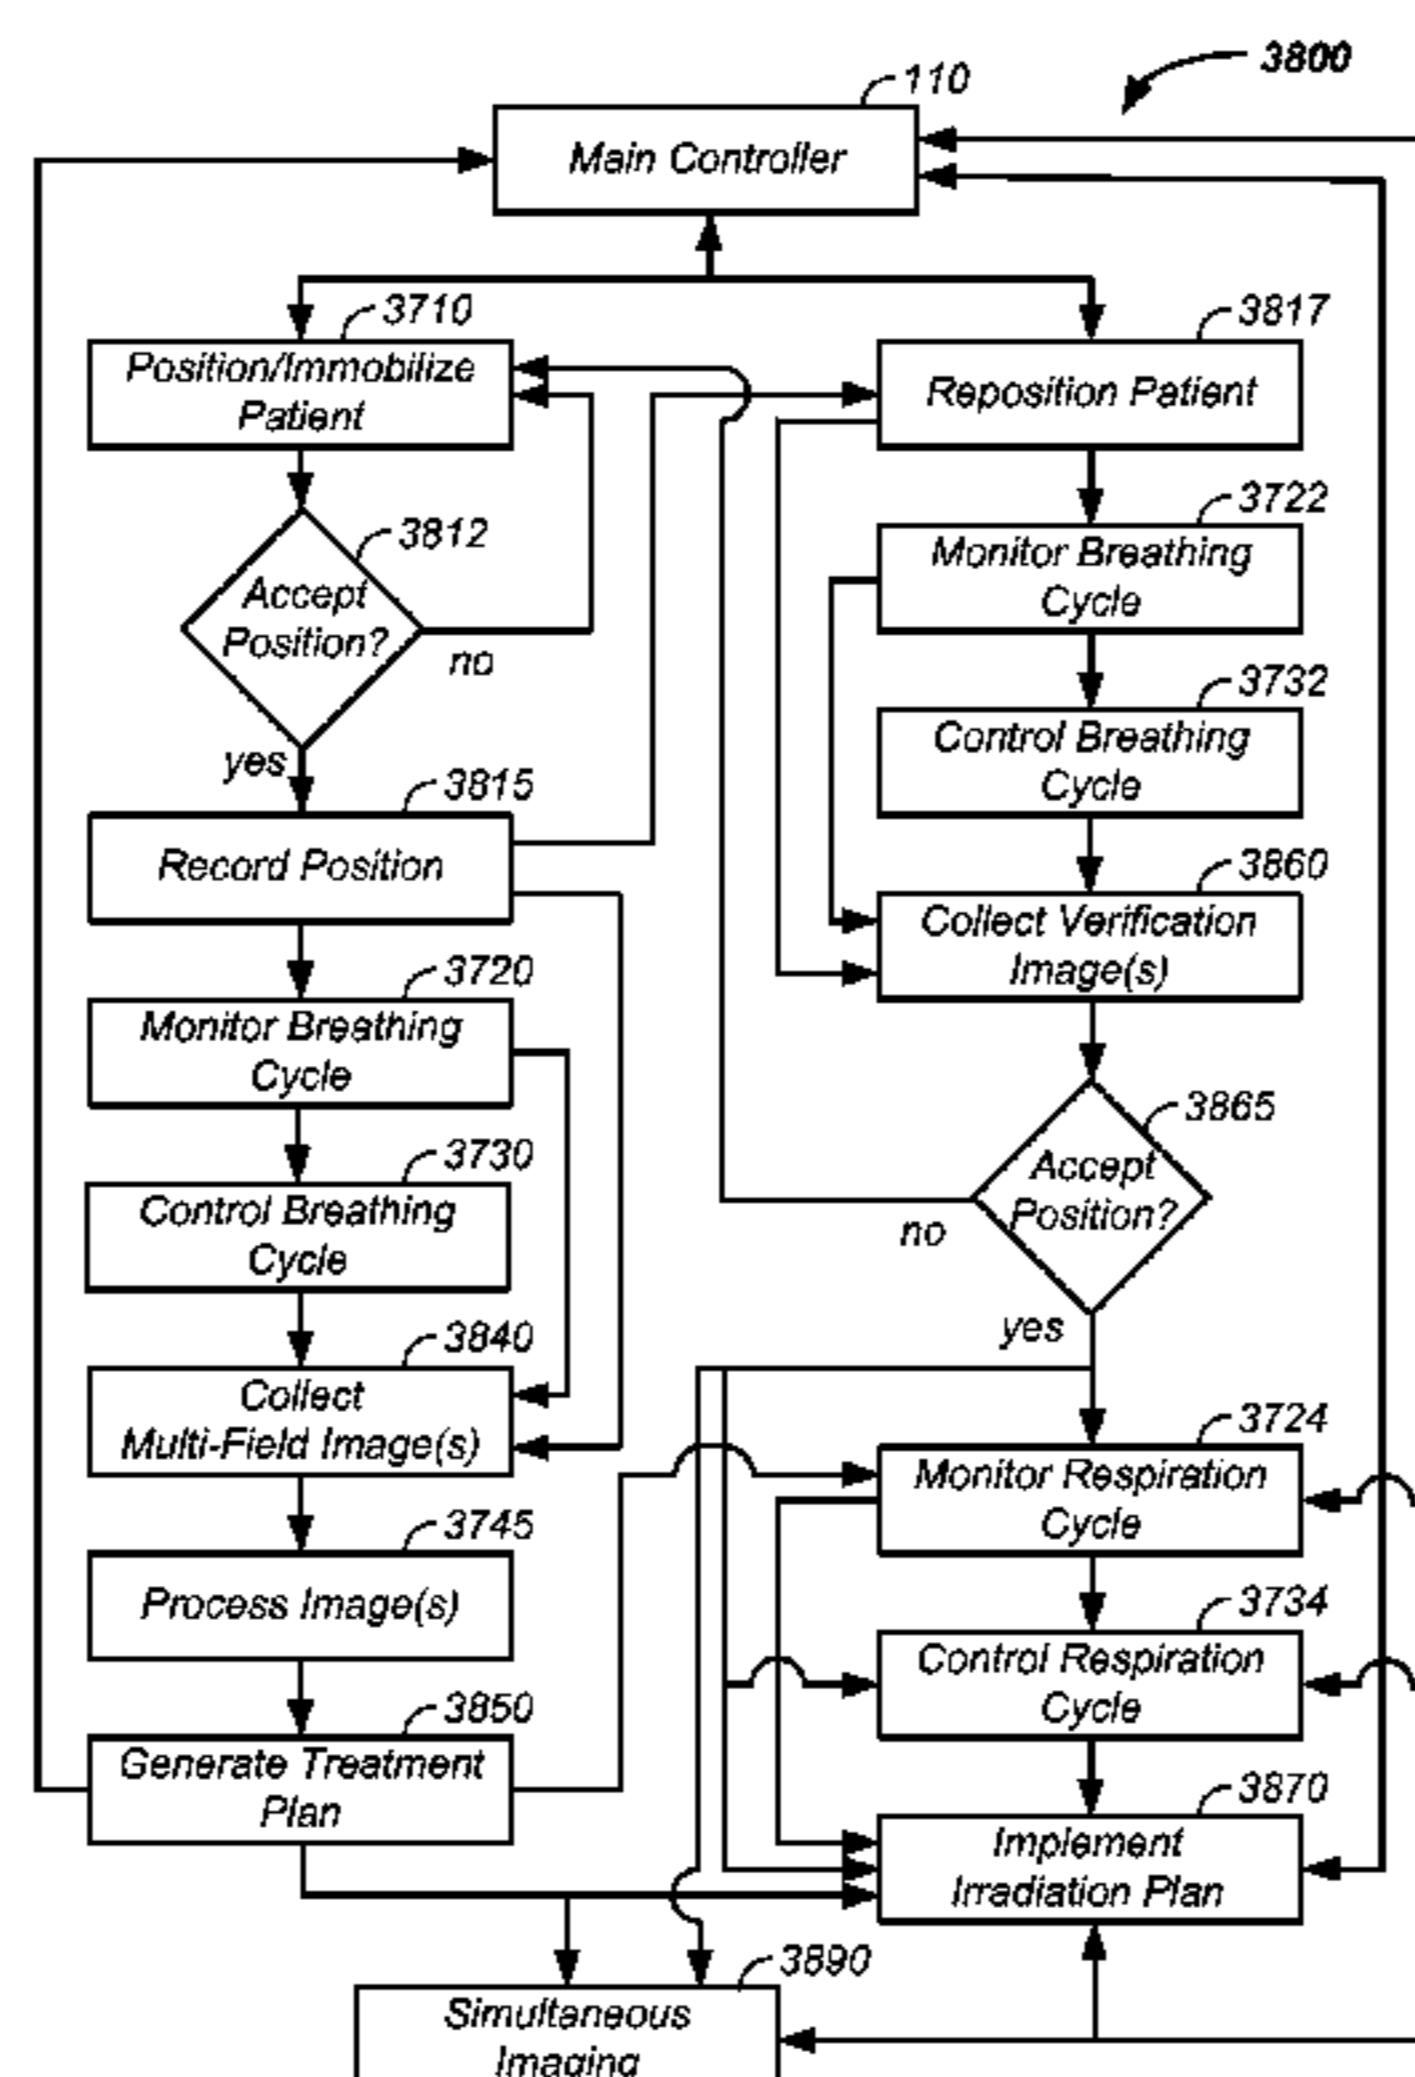 3800
110
Main Controller
3710
Position/Immobilize
Patient
3812
Accept
Position?
no
yes
3815
Record Position
3720
Monitor Breathing
Cycle
3730
Control Breathing
Cycle
3840
Collect
Multi-Field Image(s)
3745
Process Image(s)
3850
Generate Treatment
Plan
3817
Reposition Patient
3722
Monitor Breathing
Cycle
3732
Control Breathing
Cycle
3860
Collect Verification
Image(s)
3865
Accept
Position?
no
yes
3724
Monitor Respiration
Cycle
3734
Control Respiration
Cycle
3870
Implement
Irradiation Plan
3890
Simultaneous
Imaging